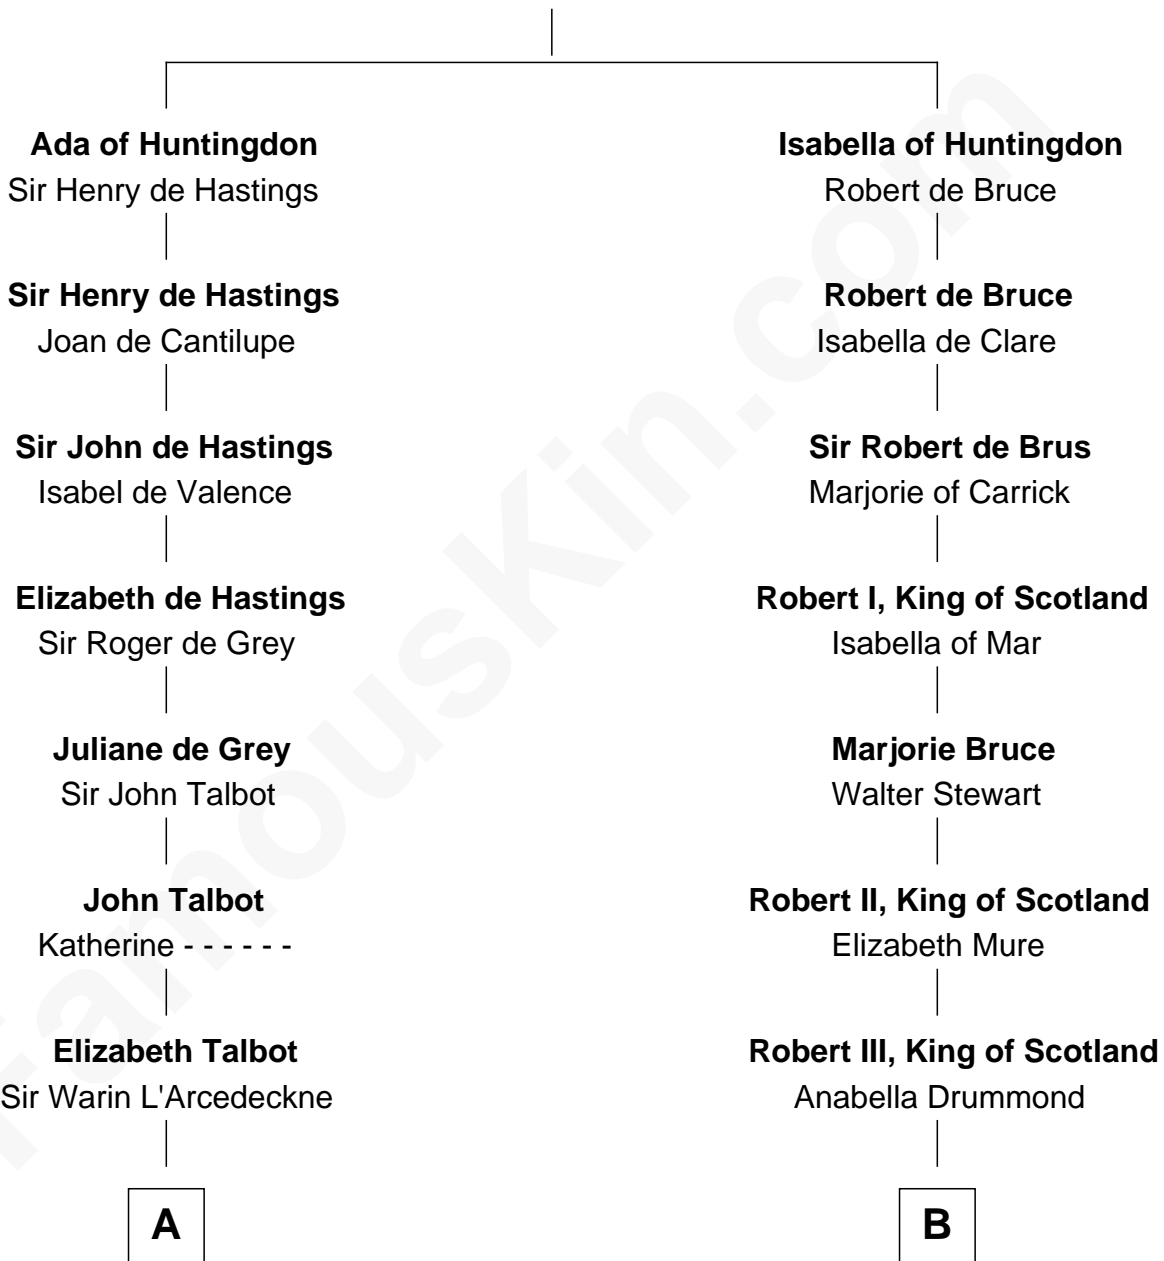 Ada of Huntingdon
Sir Henry de Hastings
Sir Henry de Hastings
Joan de Cantilupe
Sir John de Hastings
Isabel de Valence
Elizabeth de Hastings
Sir Roger de Grey
Juliane de Grey
Sir John Talbot
John Talbot
Katherine - - - - - -
Elizabeth Talbot
Sir Warin L'Arcedeckne
A
Isabella of Huntingdon
Robert de Bruce
Robert de Bruce
Isabella de Clare
Sir Robert de Brus
Marjorie of Carrick
Robert I, King of Scotland
Isabella of Mar
Marjorie Bruce
Walter Stewart
Robert II, King of Scotland
Elizabeth Mure
Robert III, King of Scotland
Anabella Drummond
B
FamousKin.com